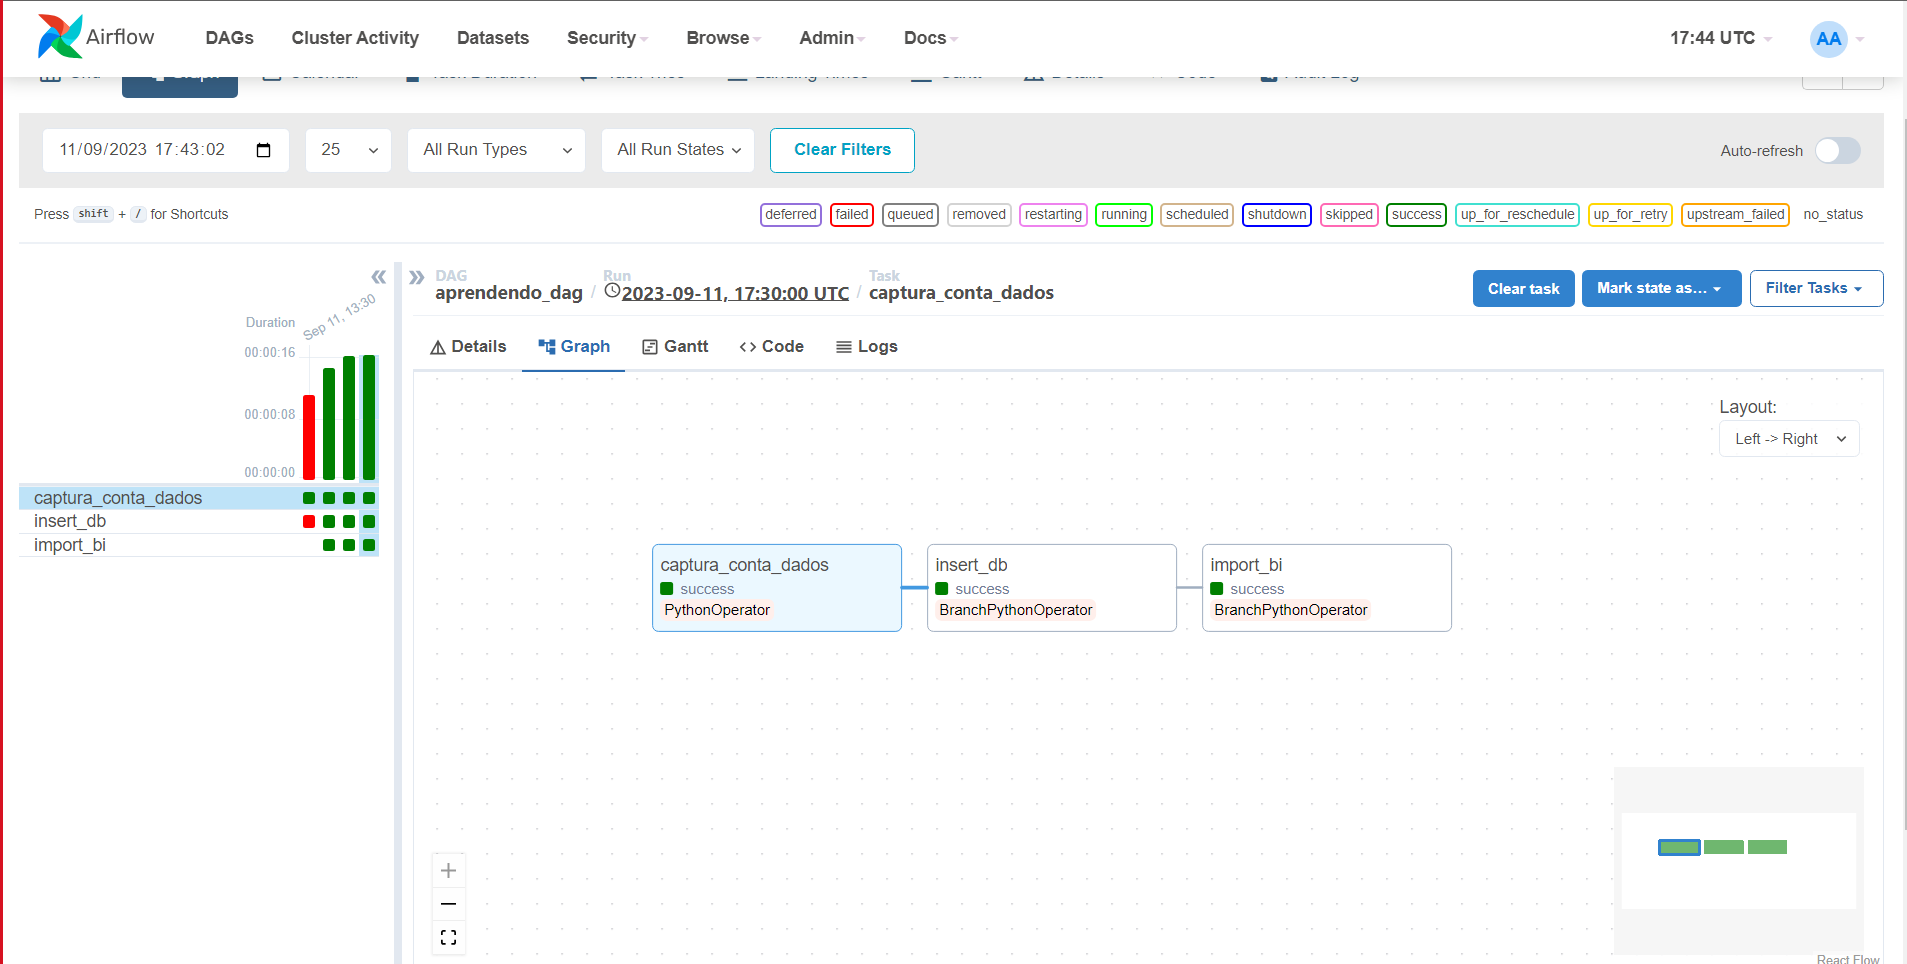 Airflow DAGs Cluster Activity Datasets Security Browse Admin Docs 17:44 UTC AA
11/09/2023 17:43:02 25 All Run Types All Run States Clear Filters Auto-refresh
Press shift + / for Shortcuts deferred failed queued removed restarting running scheduled shutdown skipped success up_for_reschedule up_for_retry upstream_failed no_status
DAG Run Task
aprendendo_dag / 2023-09-11, 17:30:00 UTC / captura_conta_dados Clear task Mark state as... Filter Tasks
Sep 11, 13:30
Duration
00:00:16
00:00:08
00:00:00
captura_conta_dados
insert_db
import_bi
Details Graph Gantt Code Logs
Layout:
Left -> Right
captura_conta_dados
success
PythonOperator
insert_db
success
BranchPythonOperator
import_bi
success
BranchPythonOperator
React Flow